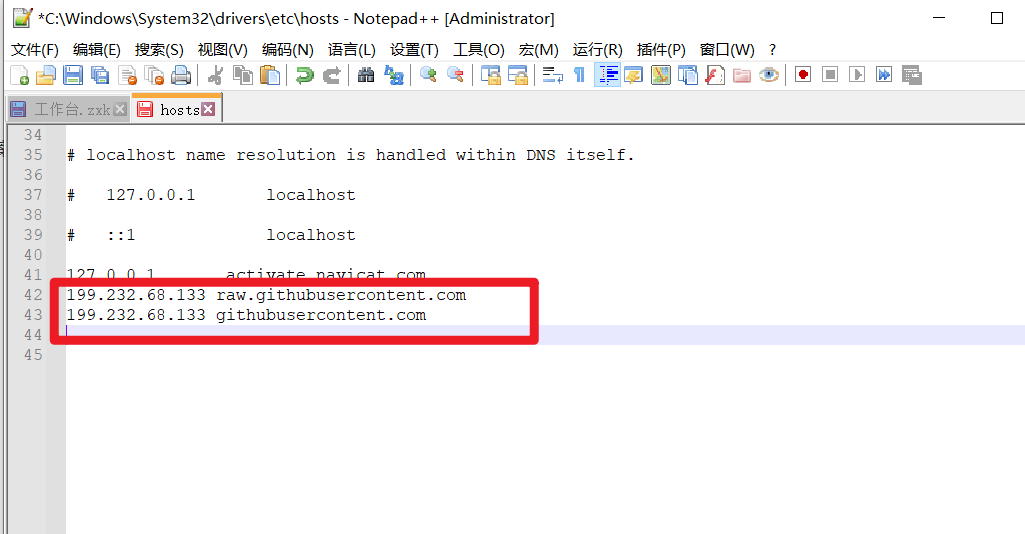 *C:\Windows\System32\drivers\etc\hosts - Notepad++ [Administrator]
文件(F) 编辑(E) 搜索(S) 视图(V) 编码(N) 语言(L) 设置(T) 工具(O) 宏(M) 运行(R) 插件(P) 窗口(W) ?
工作台.zxk hosts
34
35 # localhost name resolution is handled within DNS itself.
36
37 # 127.0.0.1 localhost
38
39 # ::1 localhost
40
41 127.0.0.1 activate.navicat.com
42 199.232.68.133 raw.githubusercontent.com
43 199.232.68.133 githubusercontent.com
44
45